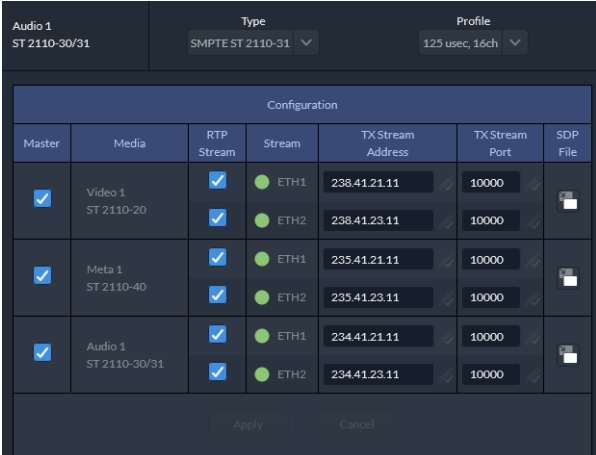 Audio 1
ST 2110-30/31
Type
SMPTE ST 2110-31
Profile
125 usec, 16ch
Configuration
Master Media RTP Stream Stream TX Stream Address TX Stream Port SDP File
Video 1
ST 2110-20
ETH1 238.41.21.11 10000
ETH2 238.41.23.11 10000
Meta 1
ST 2110-40
ETH1 235.41.21.11 10000
ETH2 235.41.23.11 10000
Audio 1
ST 2110-30/31
ETH1 234.41.21.11 10000
ETH2 234.41.23.11 10000
Apply Cancel